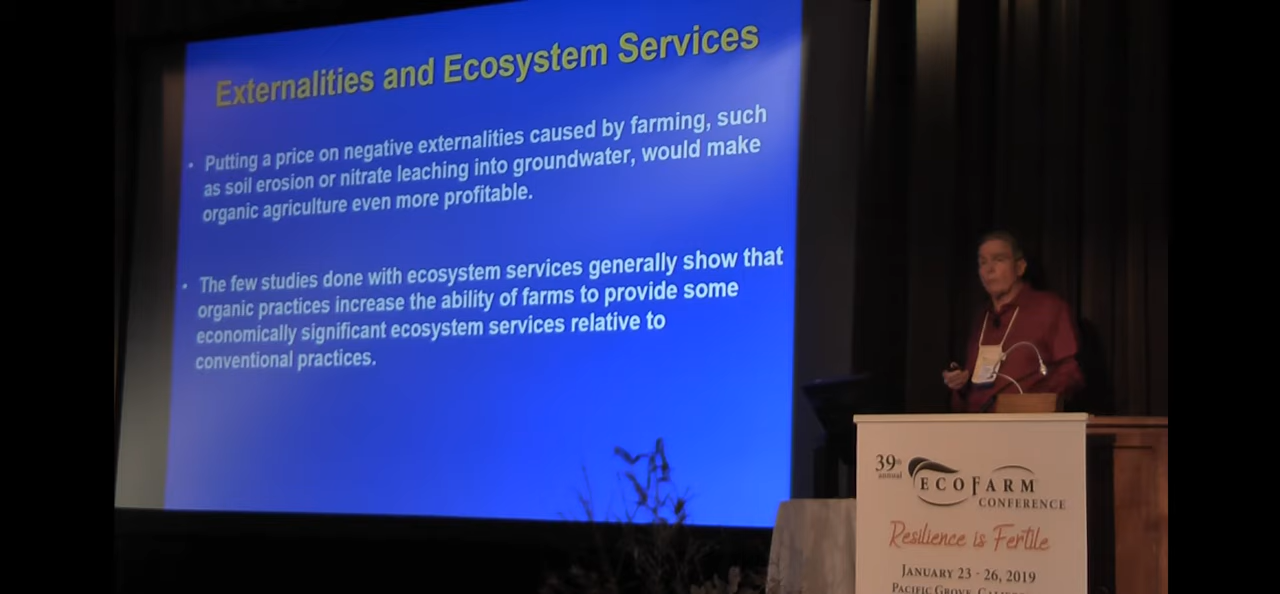 Externalities and Ecosystem Services
• Putting a price on negative externalities caused by farming, such
as soil erosion or nitrate leaching into groundwater, would make
organic agriculture even more profitable.
• The few studies done with ecosystem services generally show that
organic practices increase the ability of farms to provide some
economically significant ecosystem services relative to
conventional practices.
39th
annual
ECOFARM
CONFERENCE
Resilience is Fertile
JANUARY 23 - 26, 2019
PACIFIC GROVE,